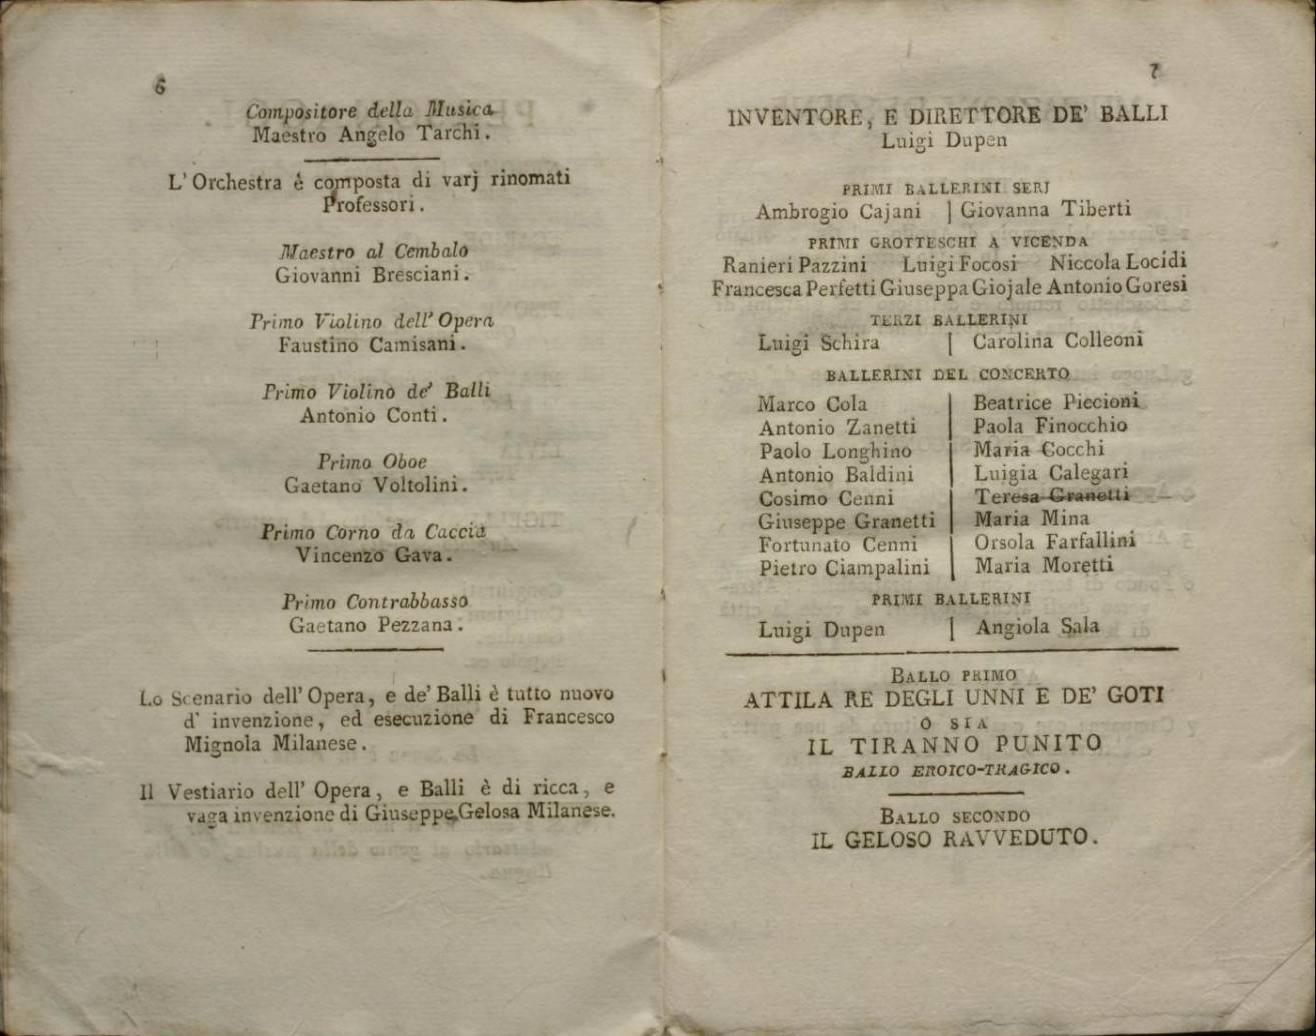 6
Compositore della Musica
Maestro Angelo Tarchi.
L' Orchestra è composta di varj rinomati
Professori.
Maestro al Cembalo
Giovanni Bresciani.
Primo Violino dell' Opera
Faustino Camisani.
Primo Violino de' Balli
Antonio Conti.
Primo Oboe
Gaetano Voltolini.
Primo Corno da Caccia
Vincenzo Gava.
Primo Contrabbasso
Gaetano Pezzana.
Lo Scenario dell' Opera, e de' Balli è tutto nuovo
d' invenzione, ed esecuzione di Francesco
Mignola Milanese.
Il Vestiario dell' Opera, e Balli è di ricca, e
vaga invenzione di Giuseppe Gelosa Milanese.
7
INVENTORE, E DIRETTORE DE' BALLI
Luigi Dupen
PRIMI BALLERINI SERJ
Ambrogio Cajani | Giovanna Tiberti
PRIMI GROTTESCHI A VICENDA
Ranieri Pazzini Luigi Focosi Niccola Locidi
Francesca Perfetti Giuseppa Giojale Antonio Goresi
TERZI BALLERINI
Luigi Schira | Carolina Colleoni
BALLERINI DEL CONCERTO
Marco Cola | Beatrice Piccioni
Antonio Zanetti | Paola Finocchio
Paolo Longhino | Maria Cocchi
Antonio Baldini | Luigia Calegari
Cosimo Cenni | Teresa Granetti
Giuseppe Granetti | Maria Mina
Fortunato Cenni | Orsola Farfallini
Pietro Ciampalini | Maria Moretti
PRIMI BALLERINI
Luigi Dupen | Angiola Sala
BALLO PRIMO
ATTILA RE DEGLI UNNI E DE' GOTI
O SIA
IL TIRANNO PUNITO
BALLO EROICO-TRAGICO.
BALLO SECONDO
IL GELOSO RAVVEDUTO.